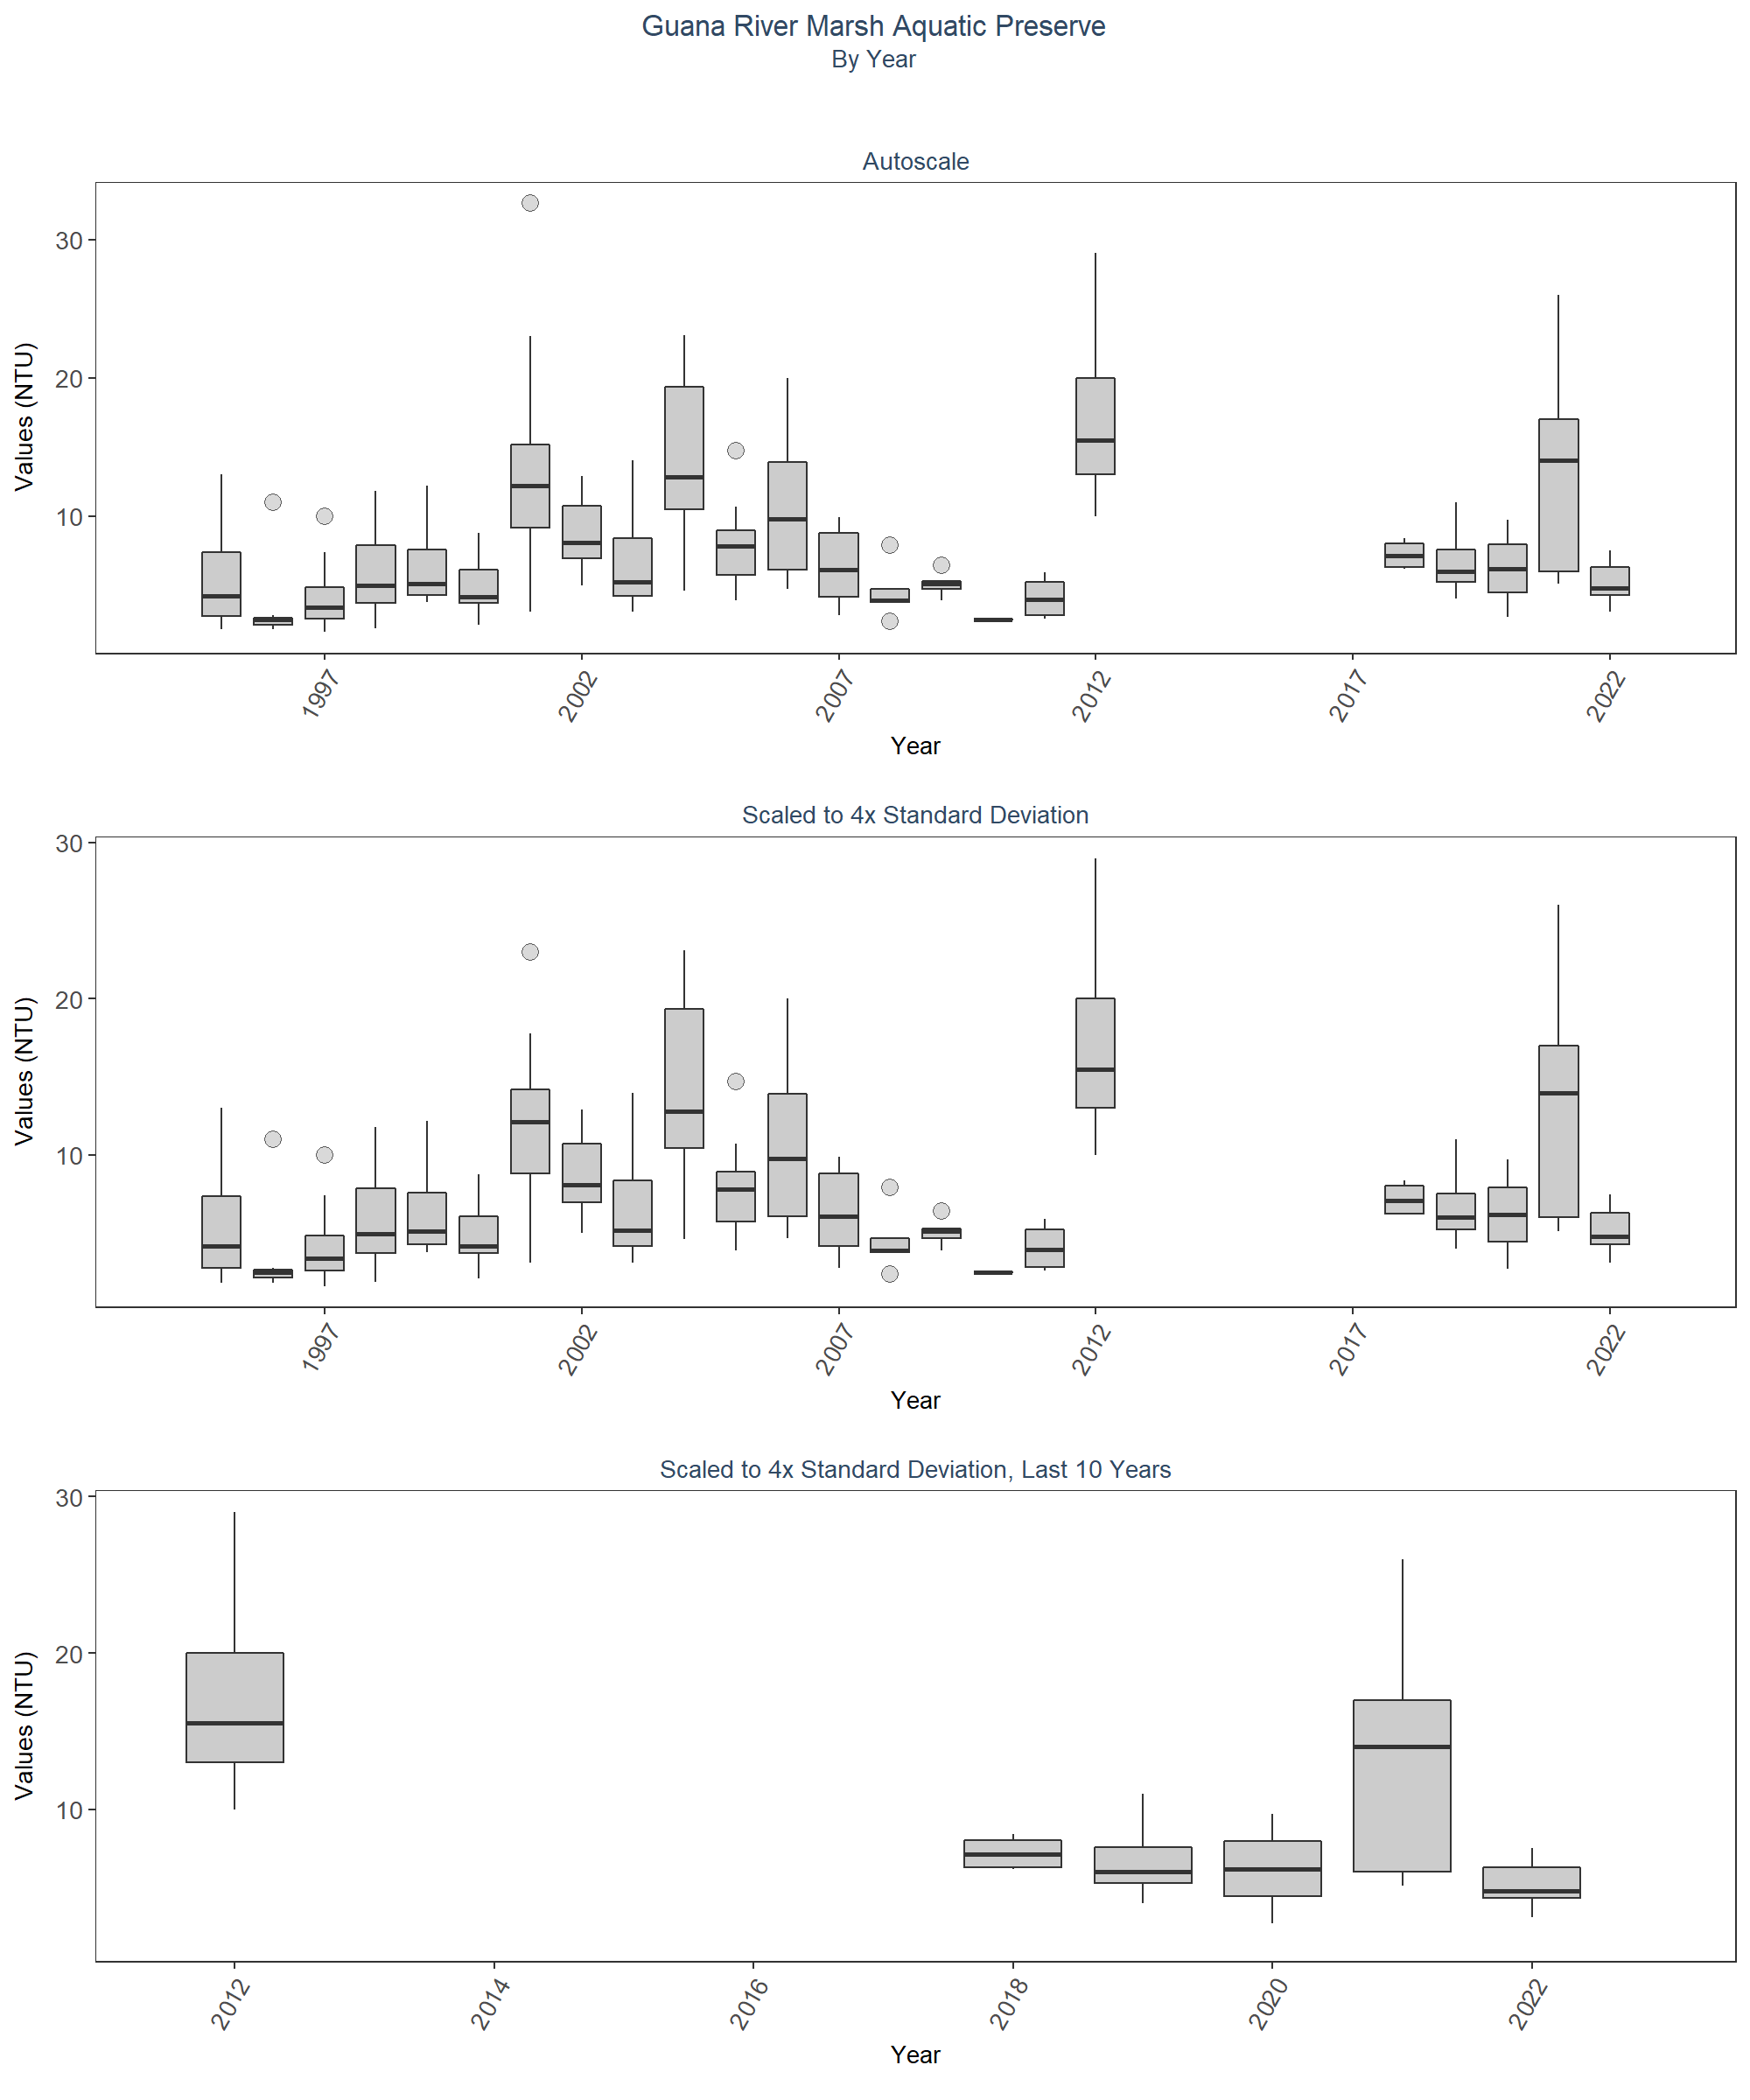 Guana River Marsh Aquatic Preserve
By Year
Autoscale
Values (NTU)
30
20
10
1997
2002
2007
2012
2017
2022
Year
Scaled to 4x Standard Deviation
Values (NTU)
30
20
10
1997
2002
2007
2012
2017
2022
Year
Scaled to 4x Standard Deviation, Last 10 Years
Values (NTU)
30
20
10
2012
2014
2016
2018
2020
2022
Year